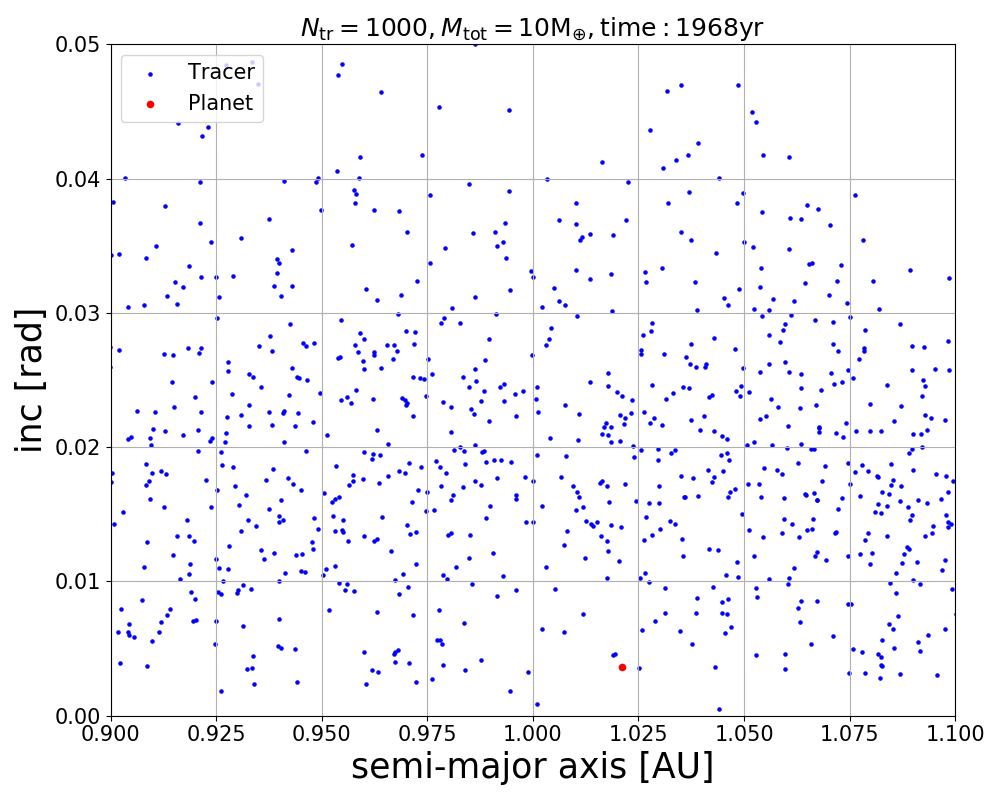 N_tr = 1000, M_tot = 10M_⊕, time : 1968yr
Tracer
Planet
0.05
0.04
0.03
0.02
0.01
0.00
inc [rad]
0.900 0.925 0.950 0.975 1.000 1.025 1.050 1.075 1.100
semi-major axis [AU]